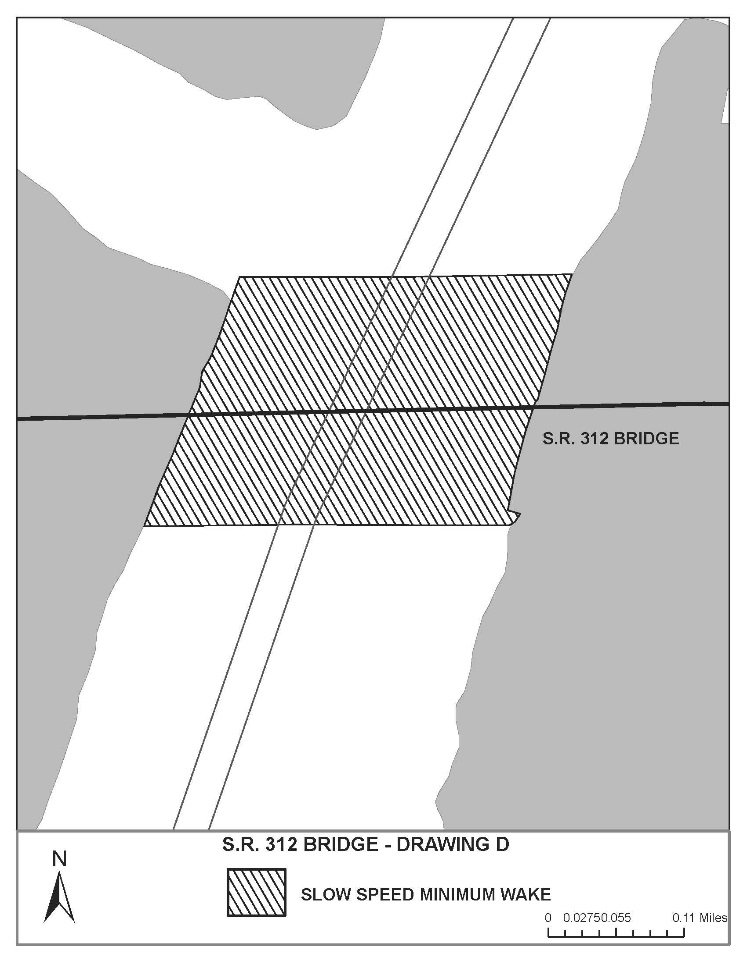 S.R. 312 BRIDGE
S.R. 312 BRIDGE - DRAWING D
N
SLOW SPEED MINIMUM WAKE
0 0.02750.055 0.11 Miles